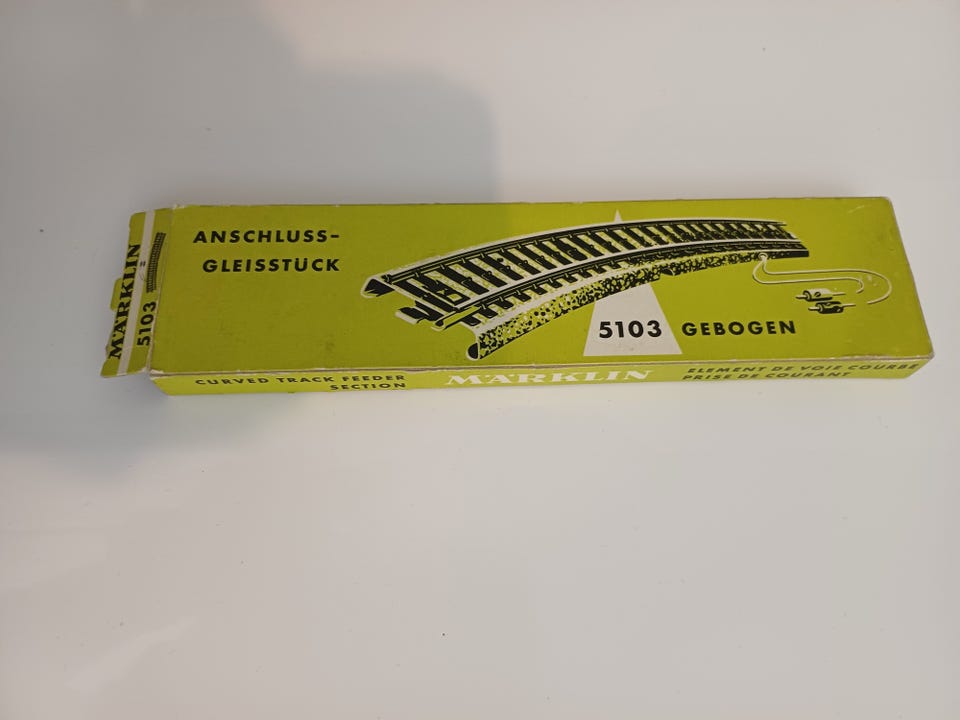 ANSCHLUSS-
GLEISSTÜCK
5103 GEBOGEN
MÄRKLIN
5103
CURVED TRACK FEEDER
SECTION
MÄRKLIN
ELEMENT DE VOIE COURBE
PRISE DE COURANT